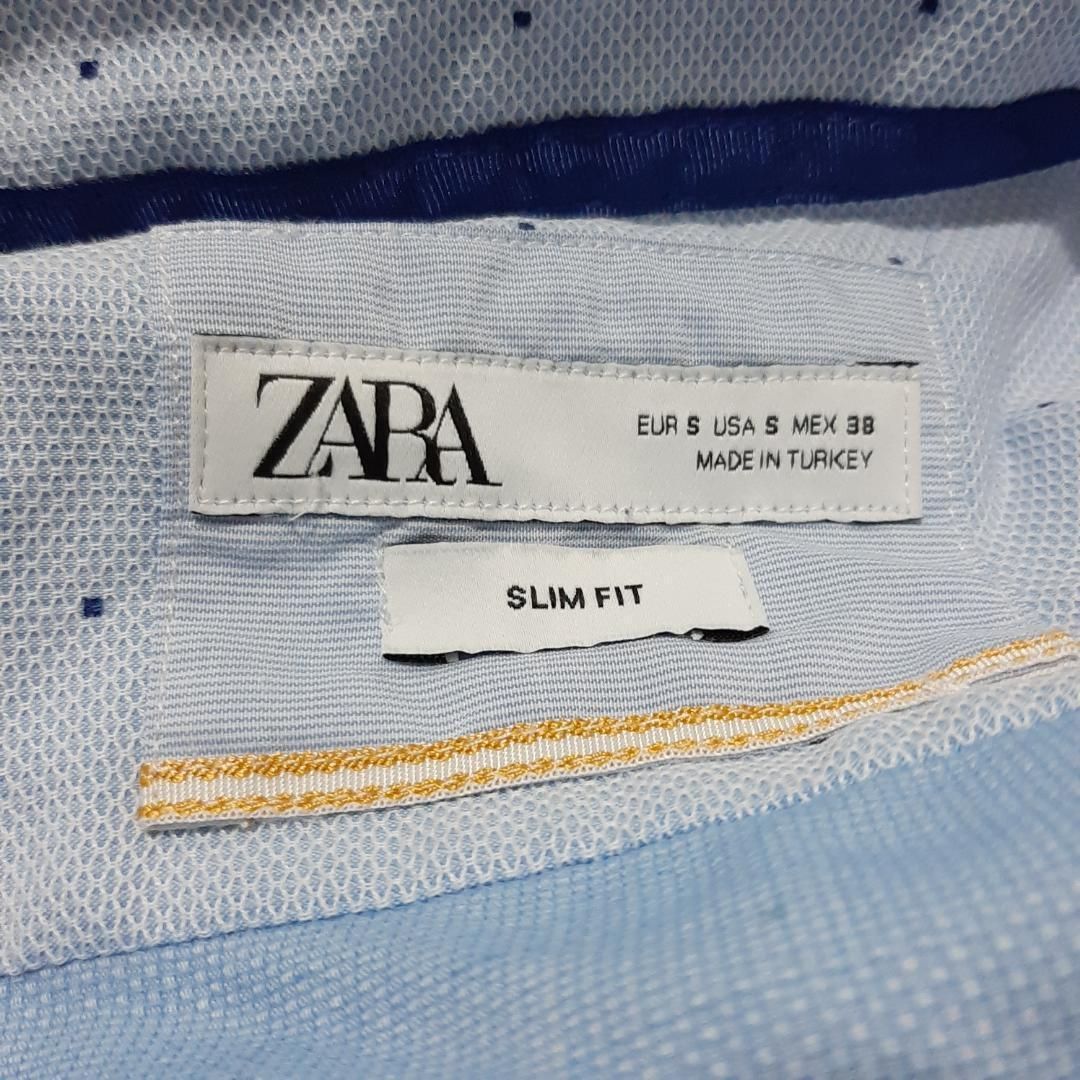 ZARA
EUR S USA S MEX 38
MADE IN TURKEY
SLIM FIT